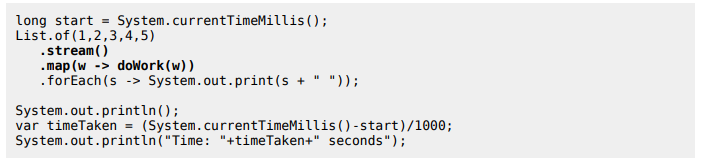 long start = System.currentTimeMillis();
List.of(1,2,3,4,5)
   .stream()
   .map(w -> doWork(w))
   .forEach(s -> System.out.print(s + " "));

System.out.println();
var timeTaken = (System.currentTimeMillis()-start)/1000;
System.out.println("Time: "+timeTaken+" seconds");